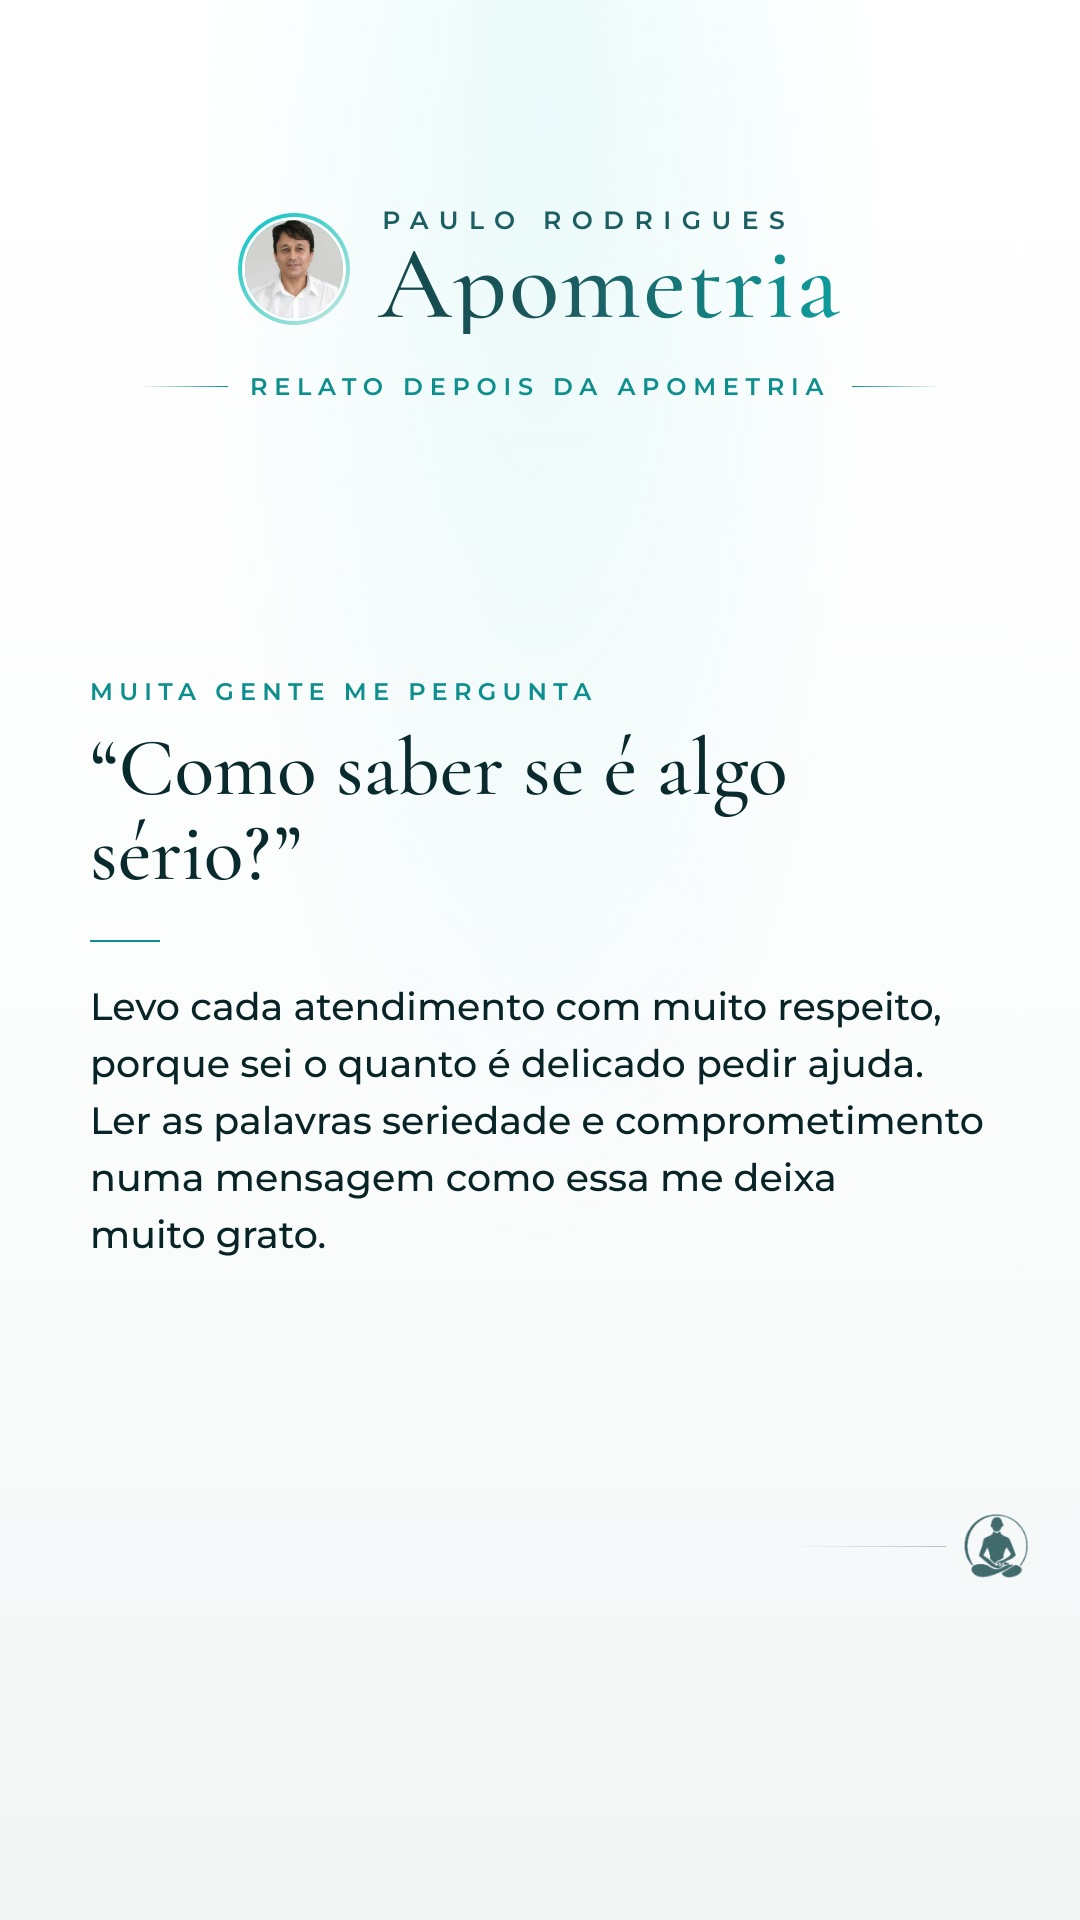 PAULO RODRIGUES
Apometria
RELATO DEPOIS DA APOMETRIA
MUITA GENTE ME PERGUNTA
“Como saber se é algo
sério?”
Levo cada atendimento com muito respeito,
porque sei o quanto é delicado pedir ajuda.
Ler as palavras seriedade e comprometimento
numa mensagem como essa me deixa
muito grato.